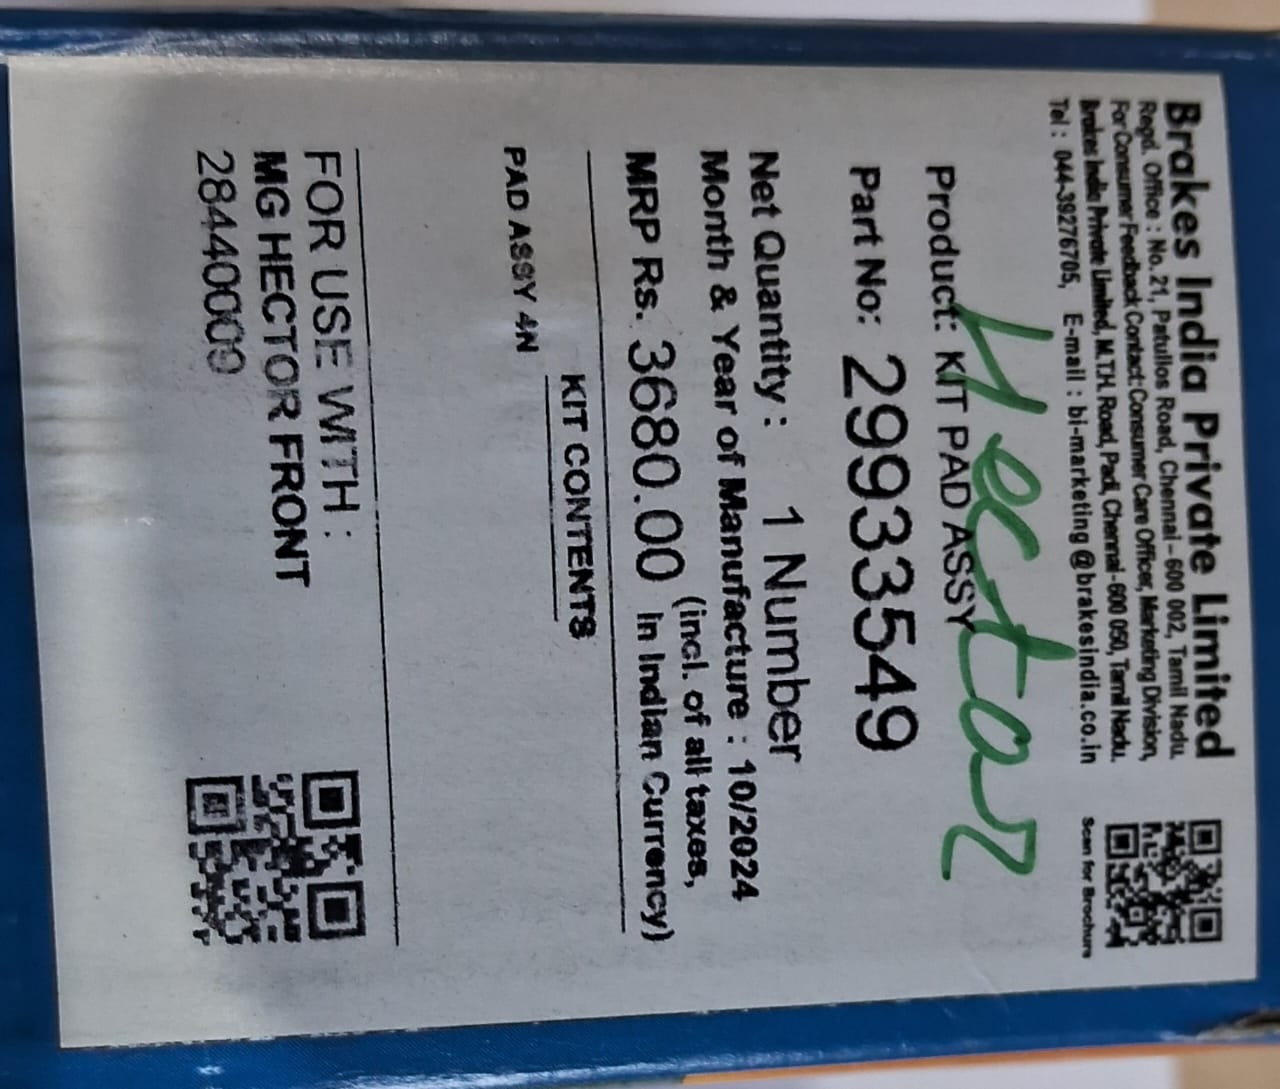 Brakes India Private Limited
Regd. Office : No. 21, Patullos Road, Chennai - 600 002, Tamil Nadu.
For Consumer Feedback Contact: Consumer Care Officer, Marketing Division,
Brakes India Private Limited, M.T.H. Road, Padi, Chennai - 600 050, Tamil Nadu.
Tel : 044-39276705, E-mail : bi-marketing@brakesindia.co.in
Scan for Brochure
Hector
Product: KIT PAD ASSY
Part No: 29933549
Net Quantity : 1 Number
Month & Year of Manufacture : 10/2024
MRP Rs. 3680.00 (incl. of all taxes,
In Indian Currency)
KIT CONTENTS
PAD ASSY 4N
FOR USE WITH :
MG HECTOR FRONT
28440009